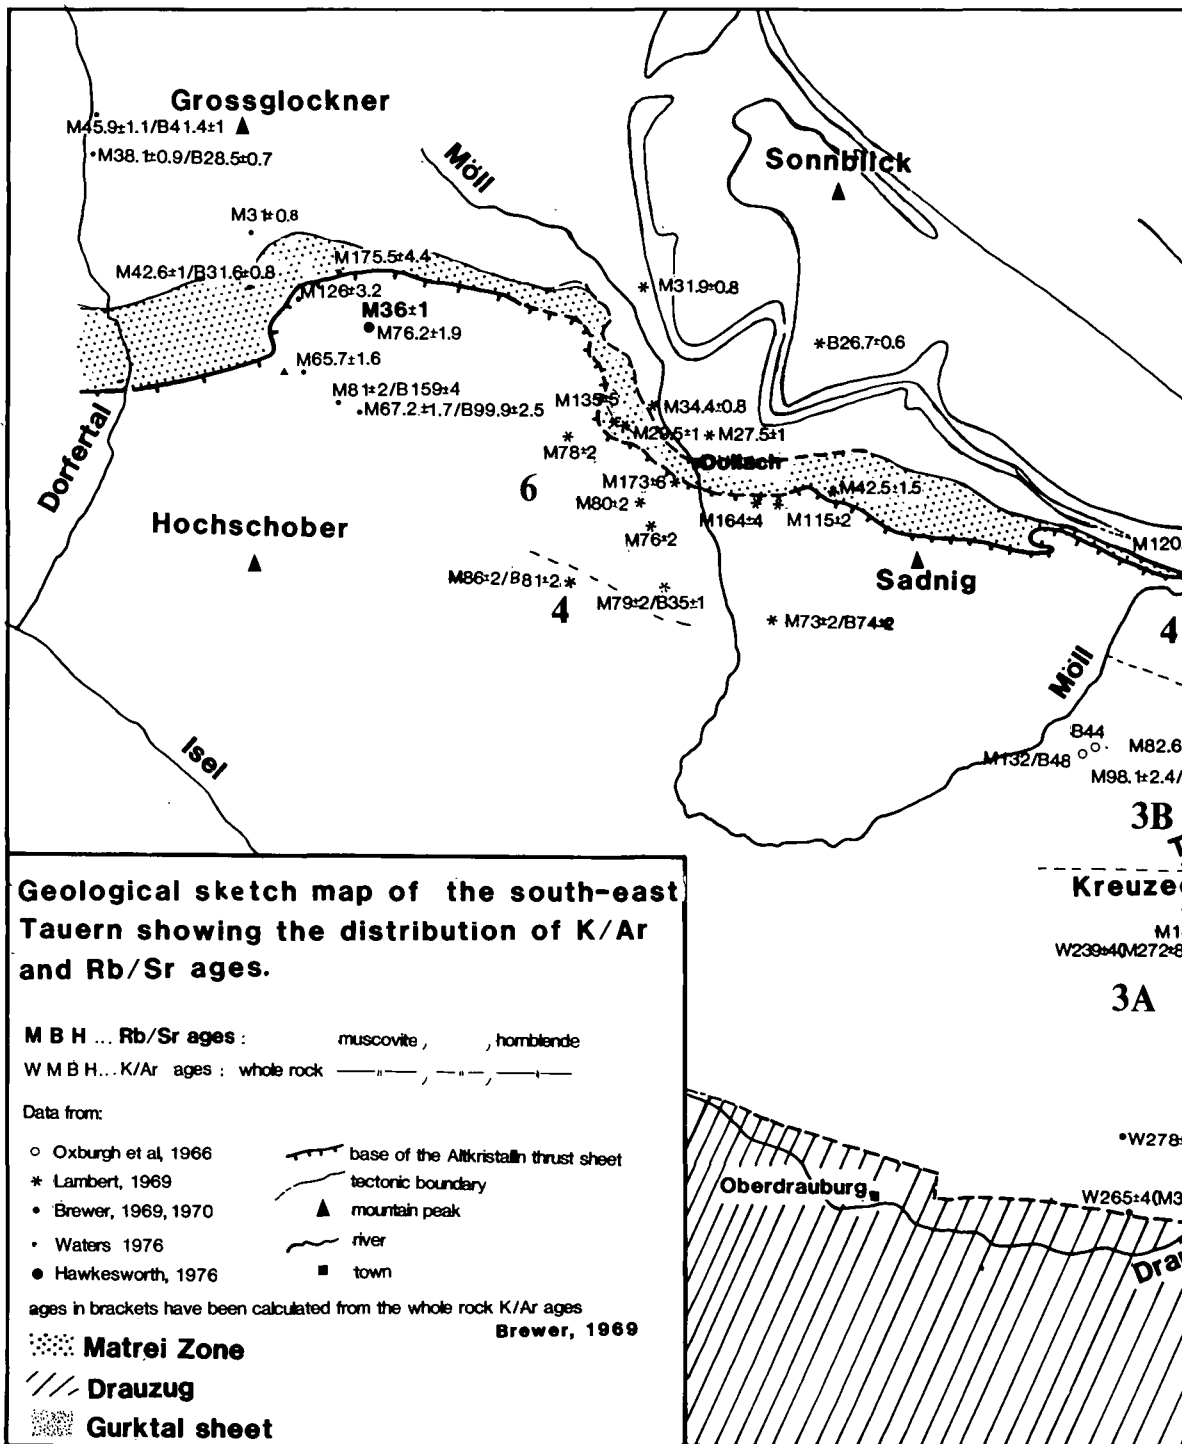 Grossglockner
M45.9±1.1/B41.4±1
M38.1±0.9/B28.5±0.7
Möll
Sonnblick
M31±0.8
M42.6±1/B31.6±0.8
M175.5±4.4
M126±3.2
M36±1
M76.2±1.9
M31.9±0.8
B26.7±0.6
M65.7±1.6
M81±2/B159±4
M67.2±1.7/B99.9±2.5
M135±5
M34.4±0.8
M29.5±1
M27.5±1
M78±2
Döllach
Dorfertal
6
M173±6
M42.5±1.5
M80±2
M164±4
M115±2
Hochschober
M76±2
M120.
M86±2/B81±2
Sadnig
4
M79±2/B35±1
M73±2/B74±2
4
Möll
Isel
B44
M132/B48
M82.6
M98.1±2.4/
3B
Kreuze
M1
W239±40M272±8
3A
W278±
Oberdrauburg
W265±40(M3
Drau
Geological sketch map of the south-east
Tauern showing the distribution of K/Ar
and Rb/Sr ages.
M B H ... Rb/Sr ages : muscovite , , hornblende
W M B H... K/Ar ages : whole rock —"—, —"—, —"—
Data from:
Oxburgh et al, 1966
base of the Altkristallin thrust sheet
Lambert, 1969
tectonic boundary
Brewer, 1969, 1970
mountain peak
Waters 1976
river
Hawkesworth, 1976
town
ages in brackets have been calculated from the whole rock K/Ar ages
Brewer, 1969
Matrei Zone
Drauzug
Gurktal sheet